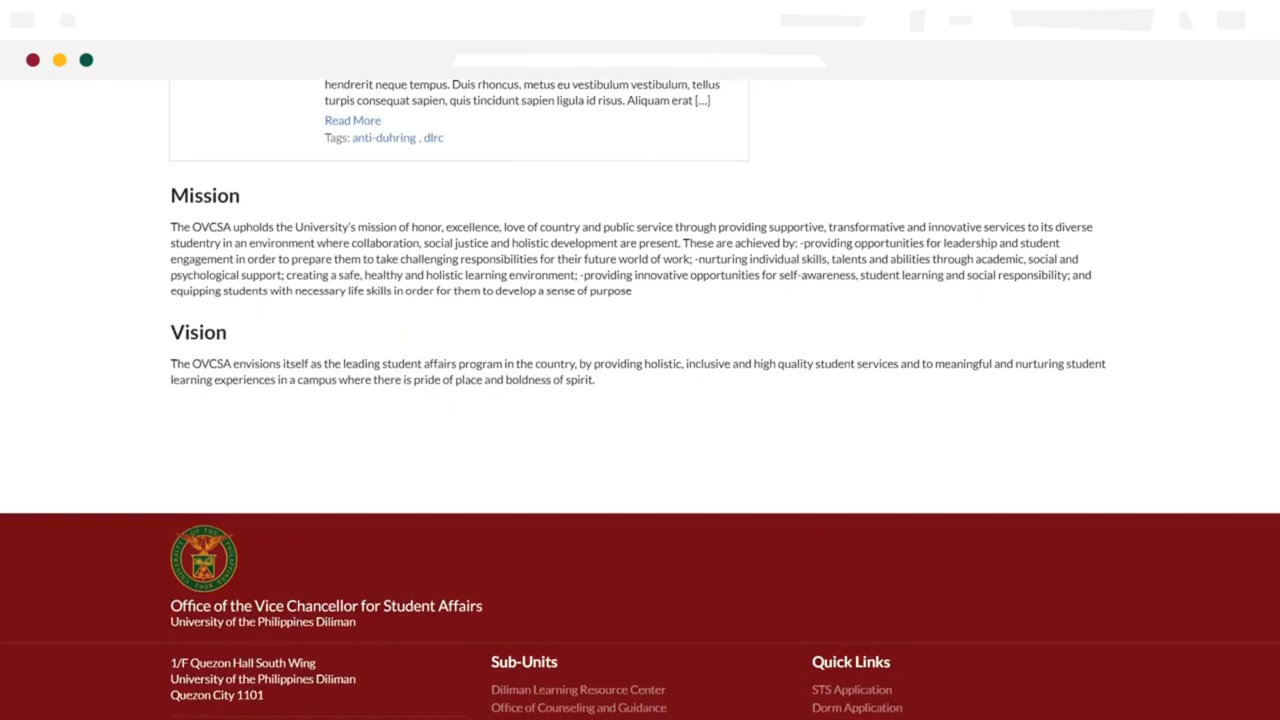 hendrerit neque tempus. Duis rhoncus, metus eu vestibulum vestibulum, tellus
turpis consequat sapien, quis tincidunt sapien ligula id risus. Aliquam erat [...]
Read More
Tags: anti-duhring , dlrc
Mission
The OVCSA upholds the University's mission of honor, excellence, love of country and public service through providing supportive, transformative and innovative services to its diverse
studentry in an environment where collaboration, social justice and holistic development are present. These are achieved by: -providing opportunities for leadership and student
engagement in order to prepare them to take challenging responsibilities for their future world of work; -nurturing individual skills, talents and abilities through academic, social and
psychological support; creating a safe, healthy and holistic learning environment; -providing innovative opportunities for self-awareness, student learning and social responsibility; and
equipping students with necessary life skills in order for them to develop a sense of purpose
Vision
The OVCSA envisions itself as the leading student affairs program in the country, by providing holistic, inclusive and high quality student services and to meaningful and nurturing student
learning experiences in a campus where there is pride of place and boldness of spirit.
UNIVERSITY OF THE PHILIPPINES
1908
Office of the Vice Chancellor for Student Affairs
University of the Philippines Diliman
1/F Quezon Hall South Wing
University of the Philippines Diliman
Quezon City 1101
Sub-Units
Diliman Learning Resource Center
Office of Counseling and Guidance
Quick Links
STS Application
Dorm Application